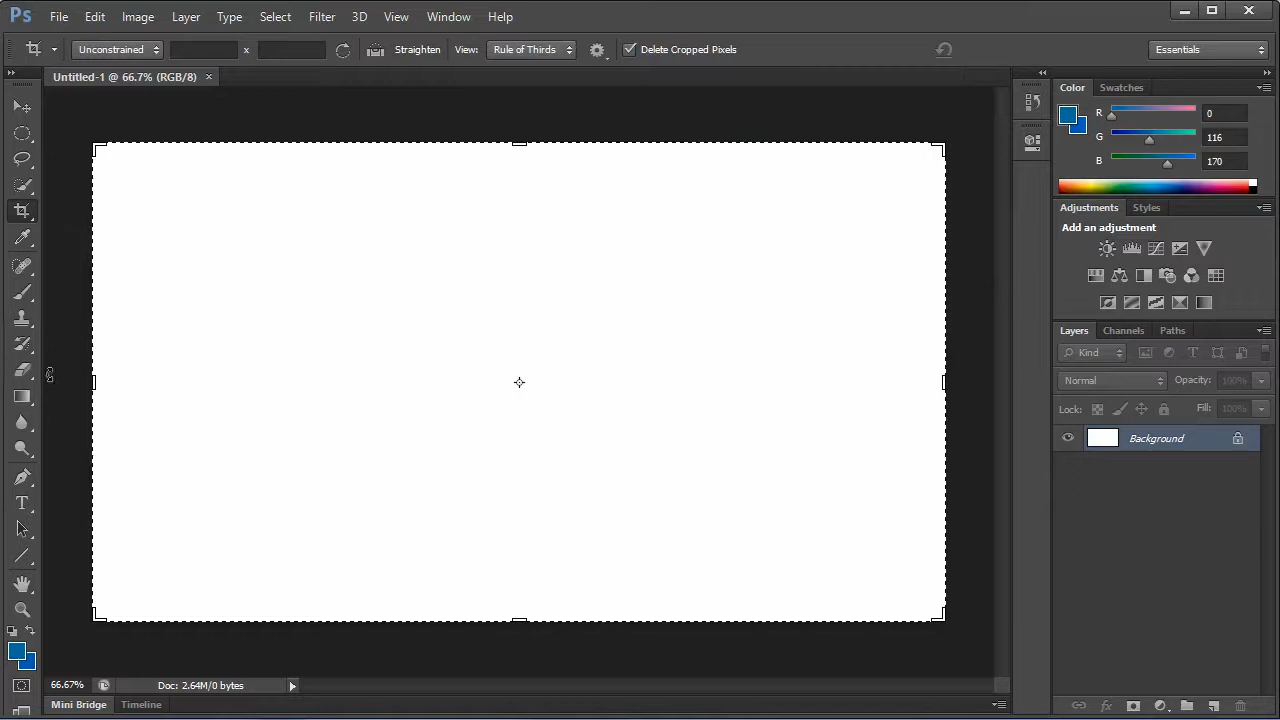 Ps File Edit Image Layer Type Select Filter 3D View Window Help
Unconstrained x Straighten View: Rule of Thirds Delete Cropped Pixels Essentials
Untitled-1 @ 66.7% (RGB/8) ×
Color Swatches
R 0
G 116
B 170
Adjustments Styles
Add an adjustment
Layers Channels Paths
Kind T
Normal Opacity: 100%
Lock: Fill: 100%
Background
T
66.67% Doc: 2.64M/0 bytes
Mini Bridge Timeline
fx